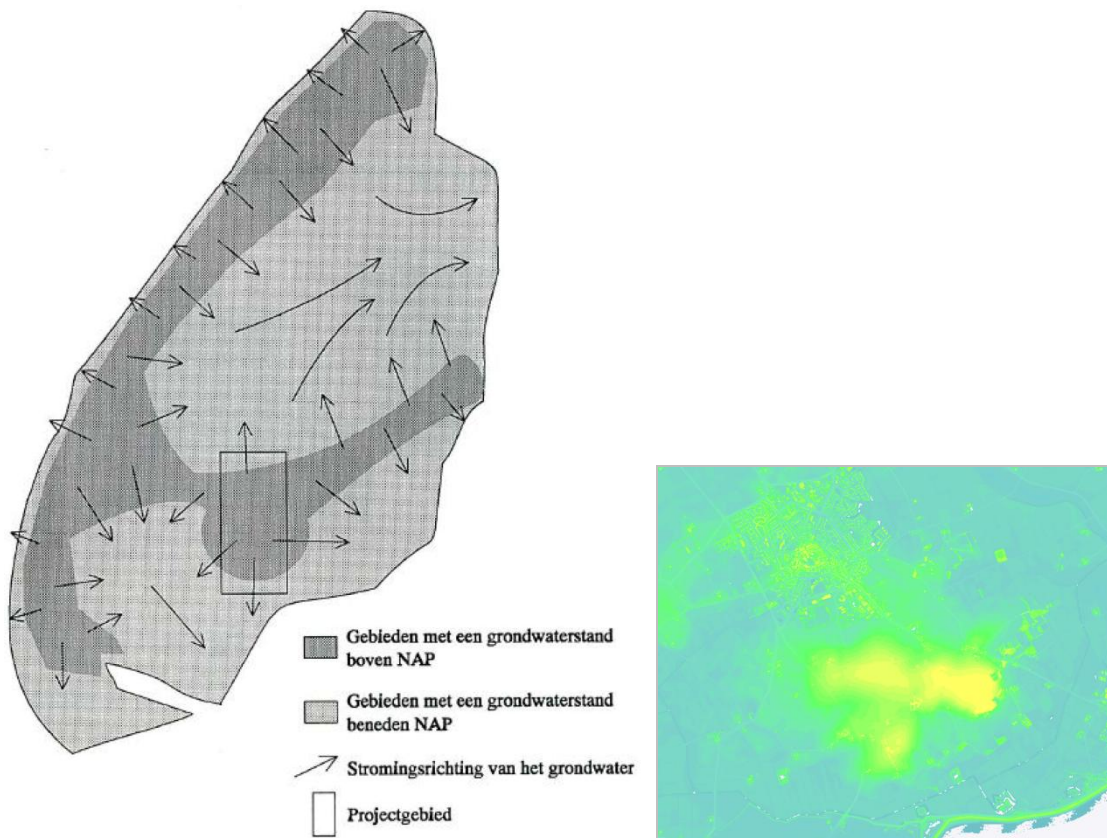 Gebieden met een grondwaterstand
boven NAP
Gebieden met een grondwaterstand
beneden NAP
Stromingsrichting van het grondwater
Projectgebied